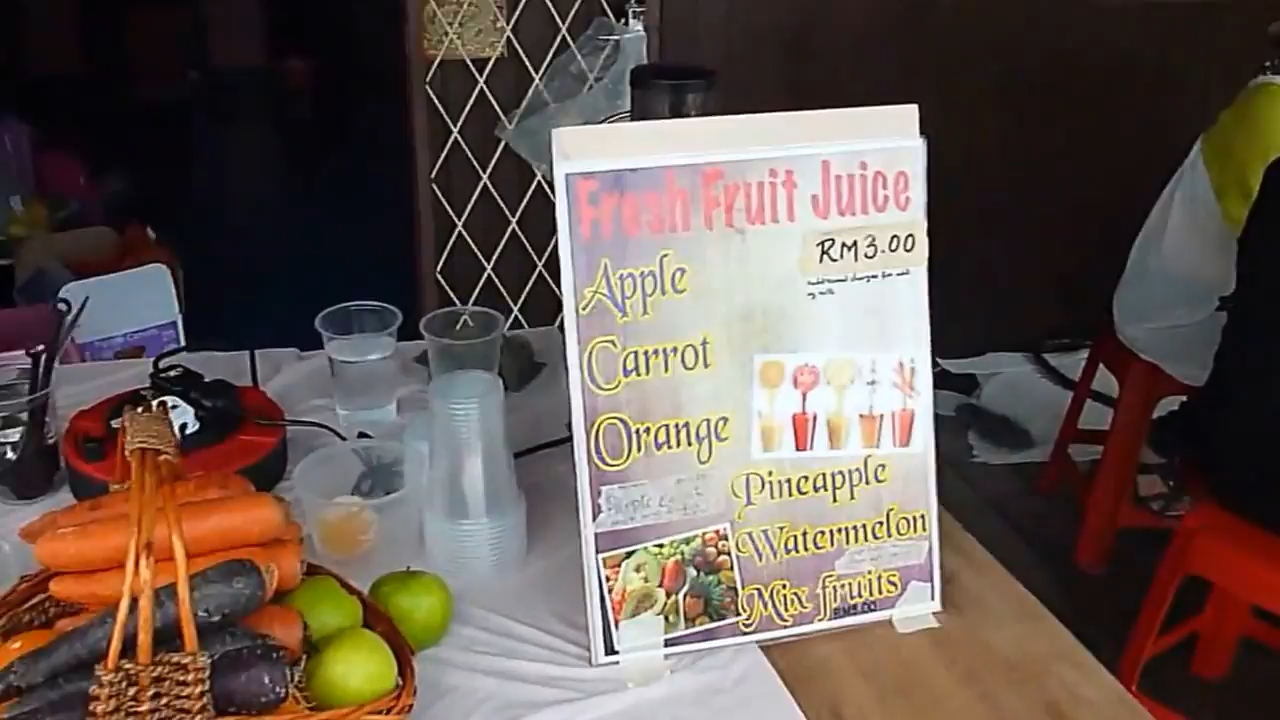 Fresh Fruit Juice
RM3.00
Apple
Carrot
Orange
Pineapple
Watermelon
Mix fruits